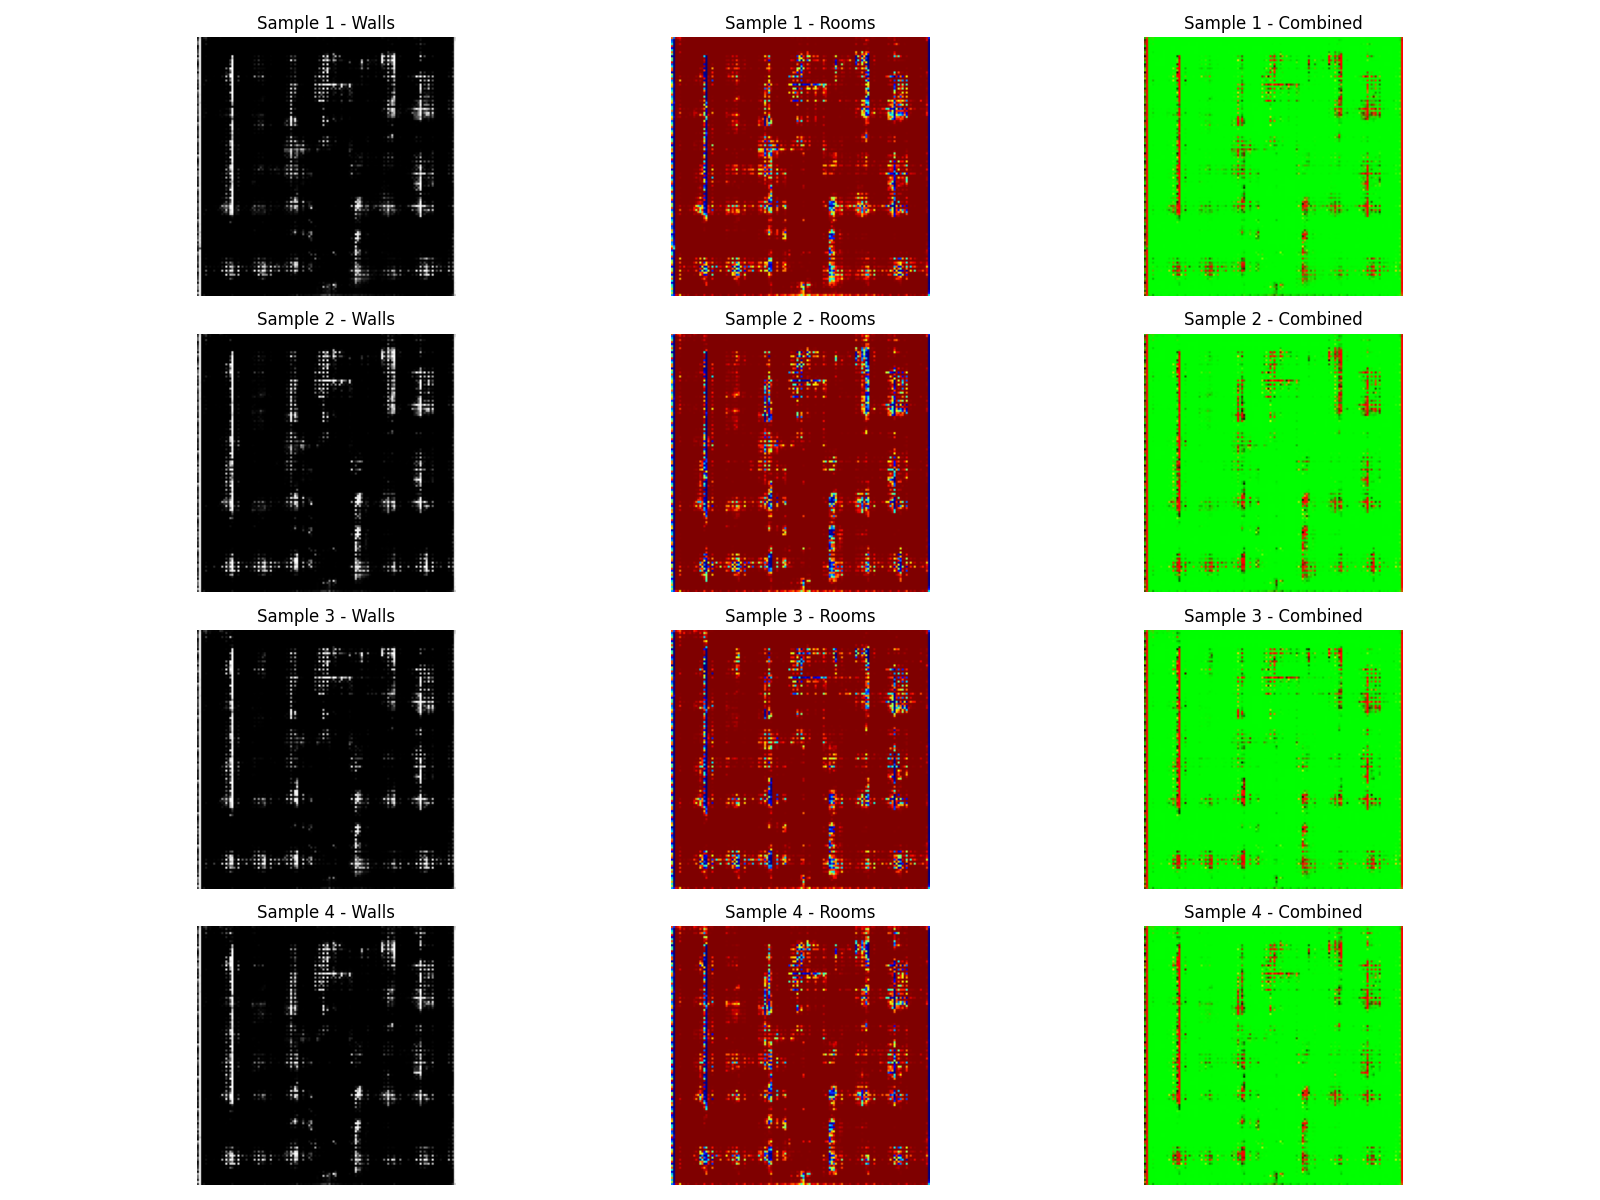 Sample 1 - Walls
Sample 1 - Rooms
Sample 1 - Combined
Sample 2 - Walls
Sample 2 - Rooms
Sample 2 - Combined
Sample 3 - Walls
Sample 3 - Rooms
Sample 3 - Combined
Sample 4 - Walls
Sample 4 - Rooms
Sample 4 - Combined